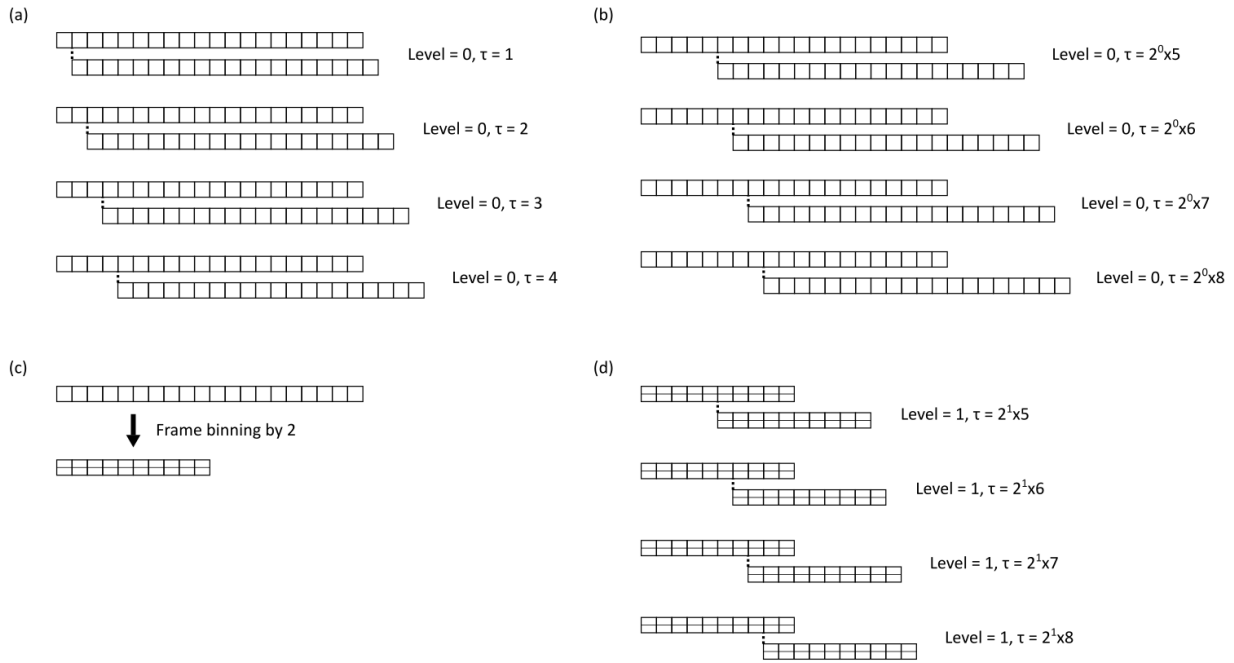 (a)
Level = 0, τ = 1
Level = 0, τ = 2
Level = 0, τ = 3
Level = 0, τ = 4
(b)
Level = 0, τ = 2⁰x5
Level = 0, τ = 2⁰x6
Level = 0, τ = 2⁰x7
Level = 0, τ = 2⁰x8
(c)
Frame binning by 2
(d)
Level = 1, τ = 2¹x5
Level = 1, τ = 2¹x6
Level = 1, τ = 2¹x7
Level = 1, τ = 2¹x8